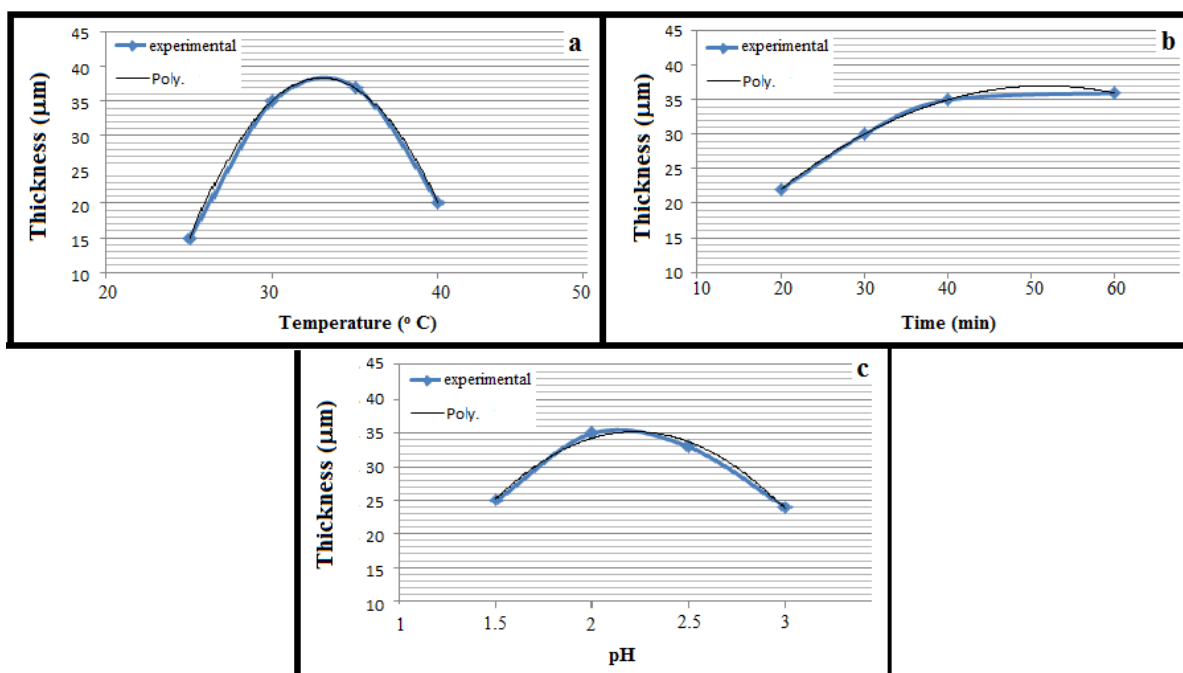 a
45
40
35
30
25
20
15
10
experimental
Poly.
Thickness (µm)
20 30 40 50
Temperature (° C)
b
45
40
35
30
25
20
15
10
experimental
Poly.
Thickness (µm)
10 20 30 40 50 60
Time (min)
c
45
40
35
30
25
20
15
10
experimental
Poly.
Thickness (µm)
1 1.5 2 2.5 3
pH